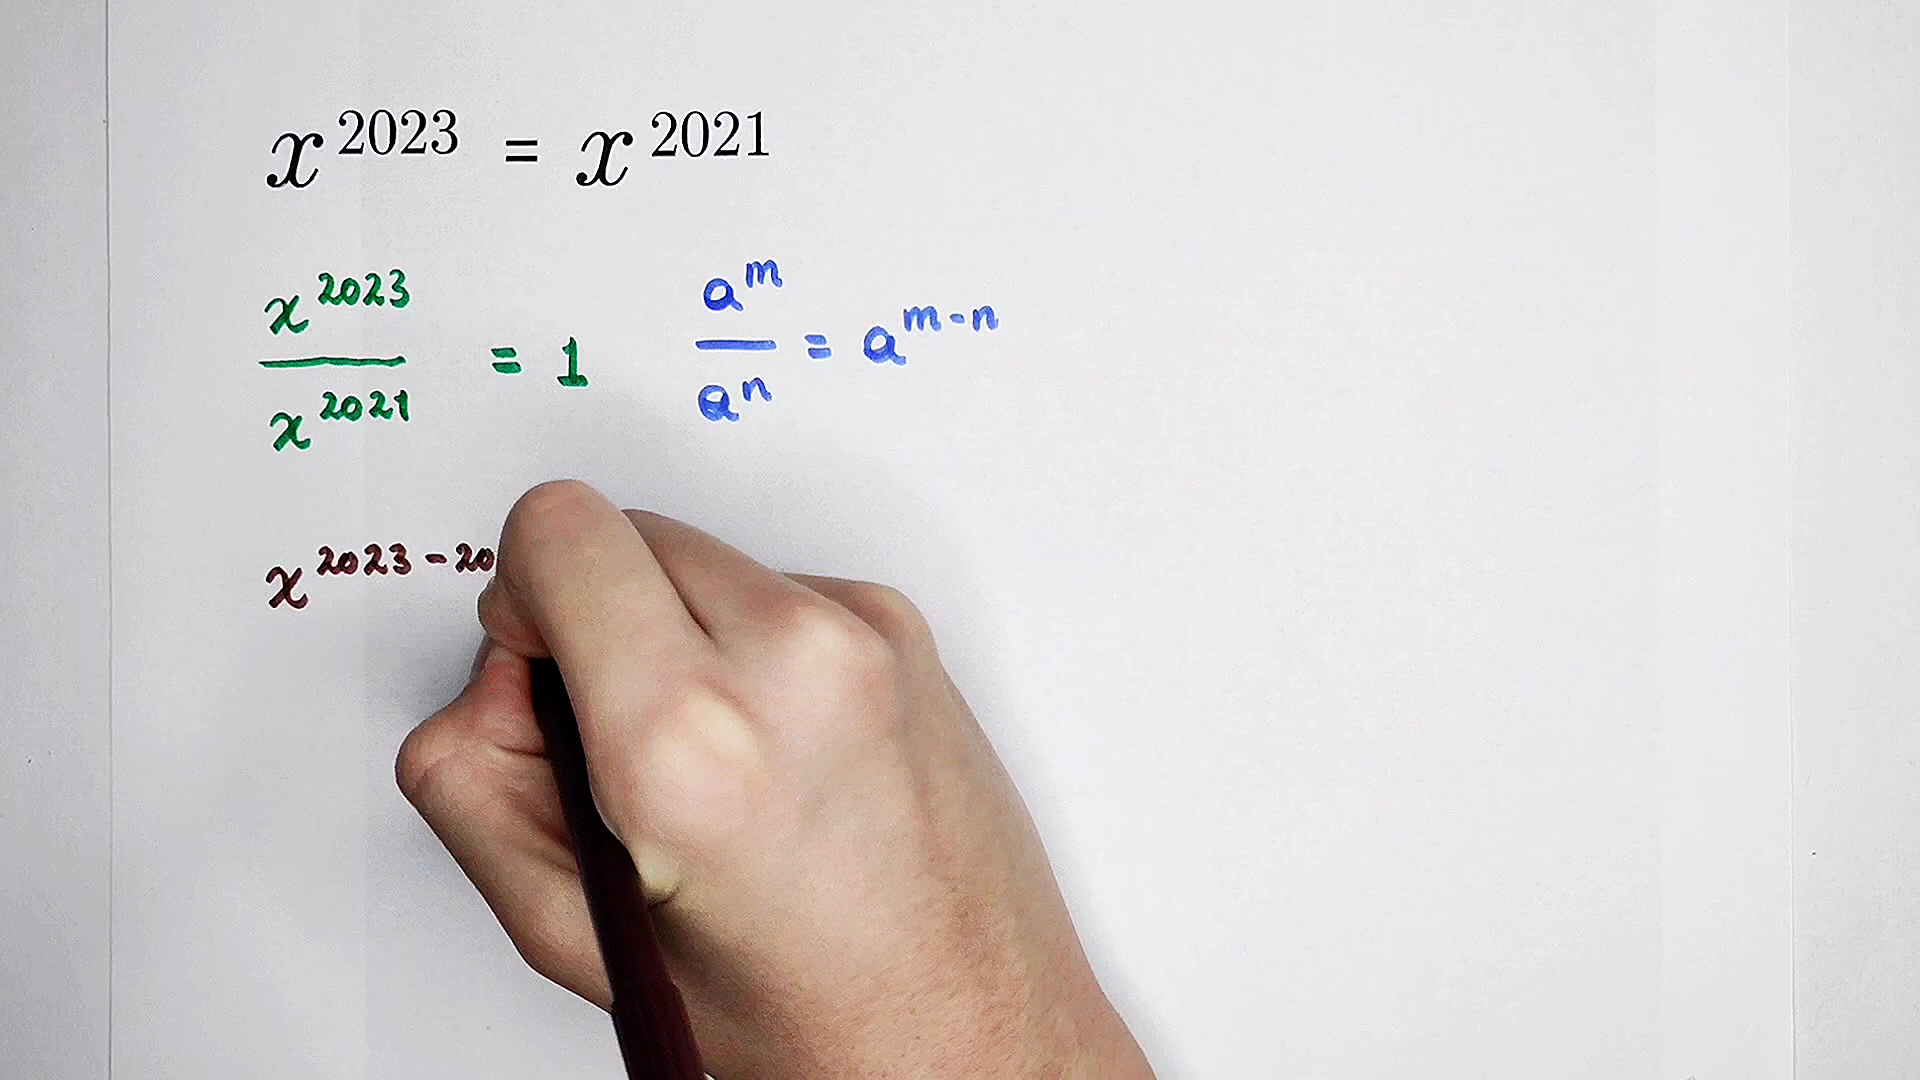 x^2023 = x^2021
x^2023 / x^2021 = 1
a^m / a^n = a^m-n
x^2023-20